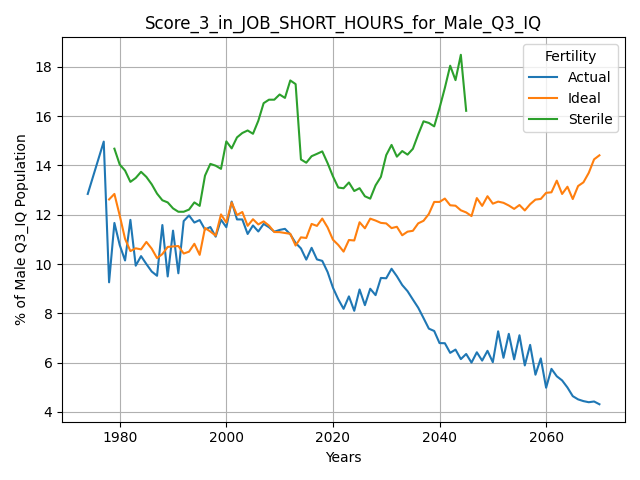 Score_3_in_JOB_SHORT_HOURS_for_Male_Q3_IQ
Fertility
Actual
Ideal
Sterile
% of Male Q3_IQ Population
18
16
14
12
10
8
6
4
1980 2000 2020 2040 2060
Years